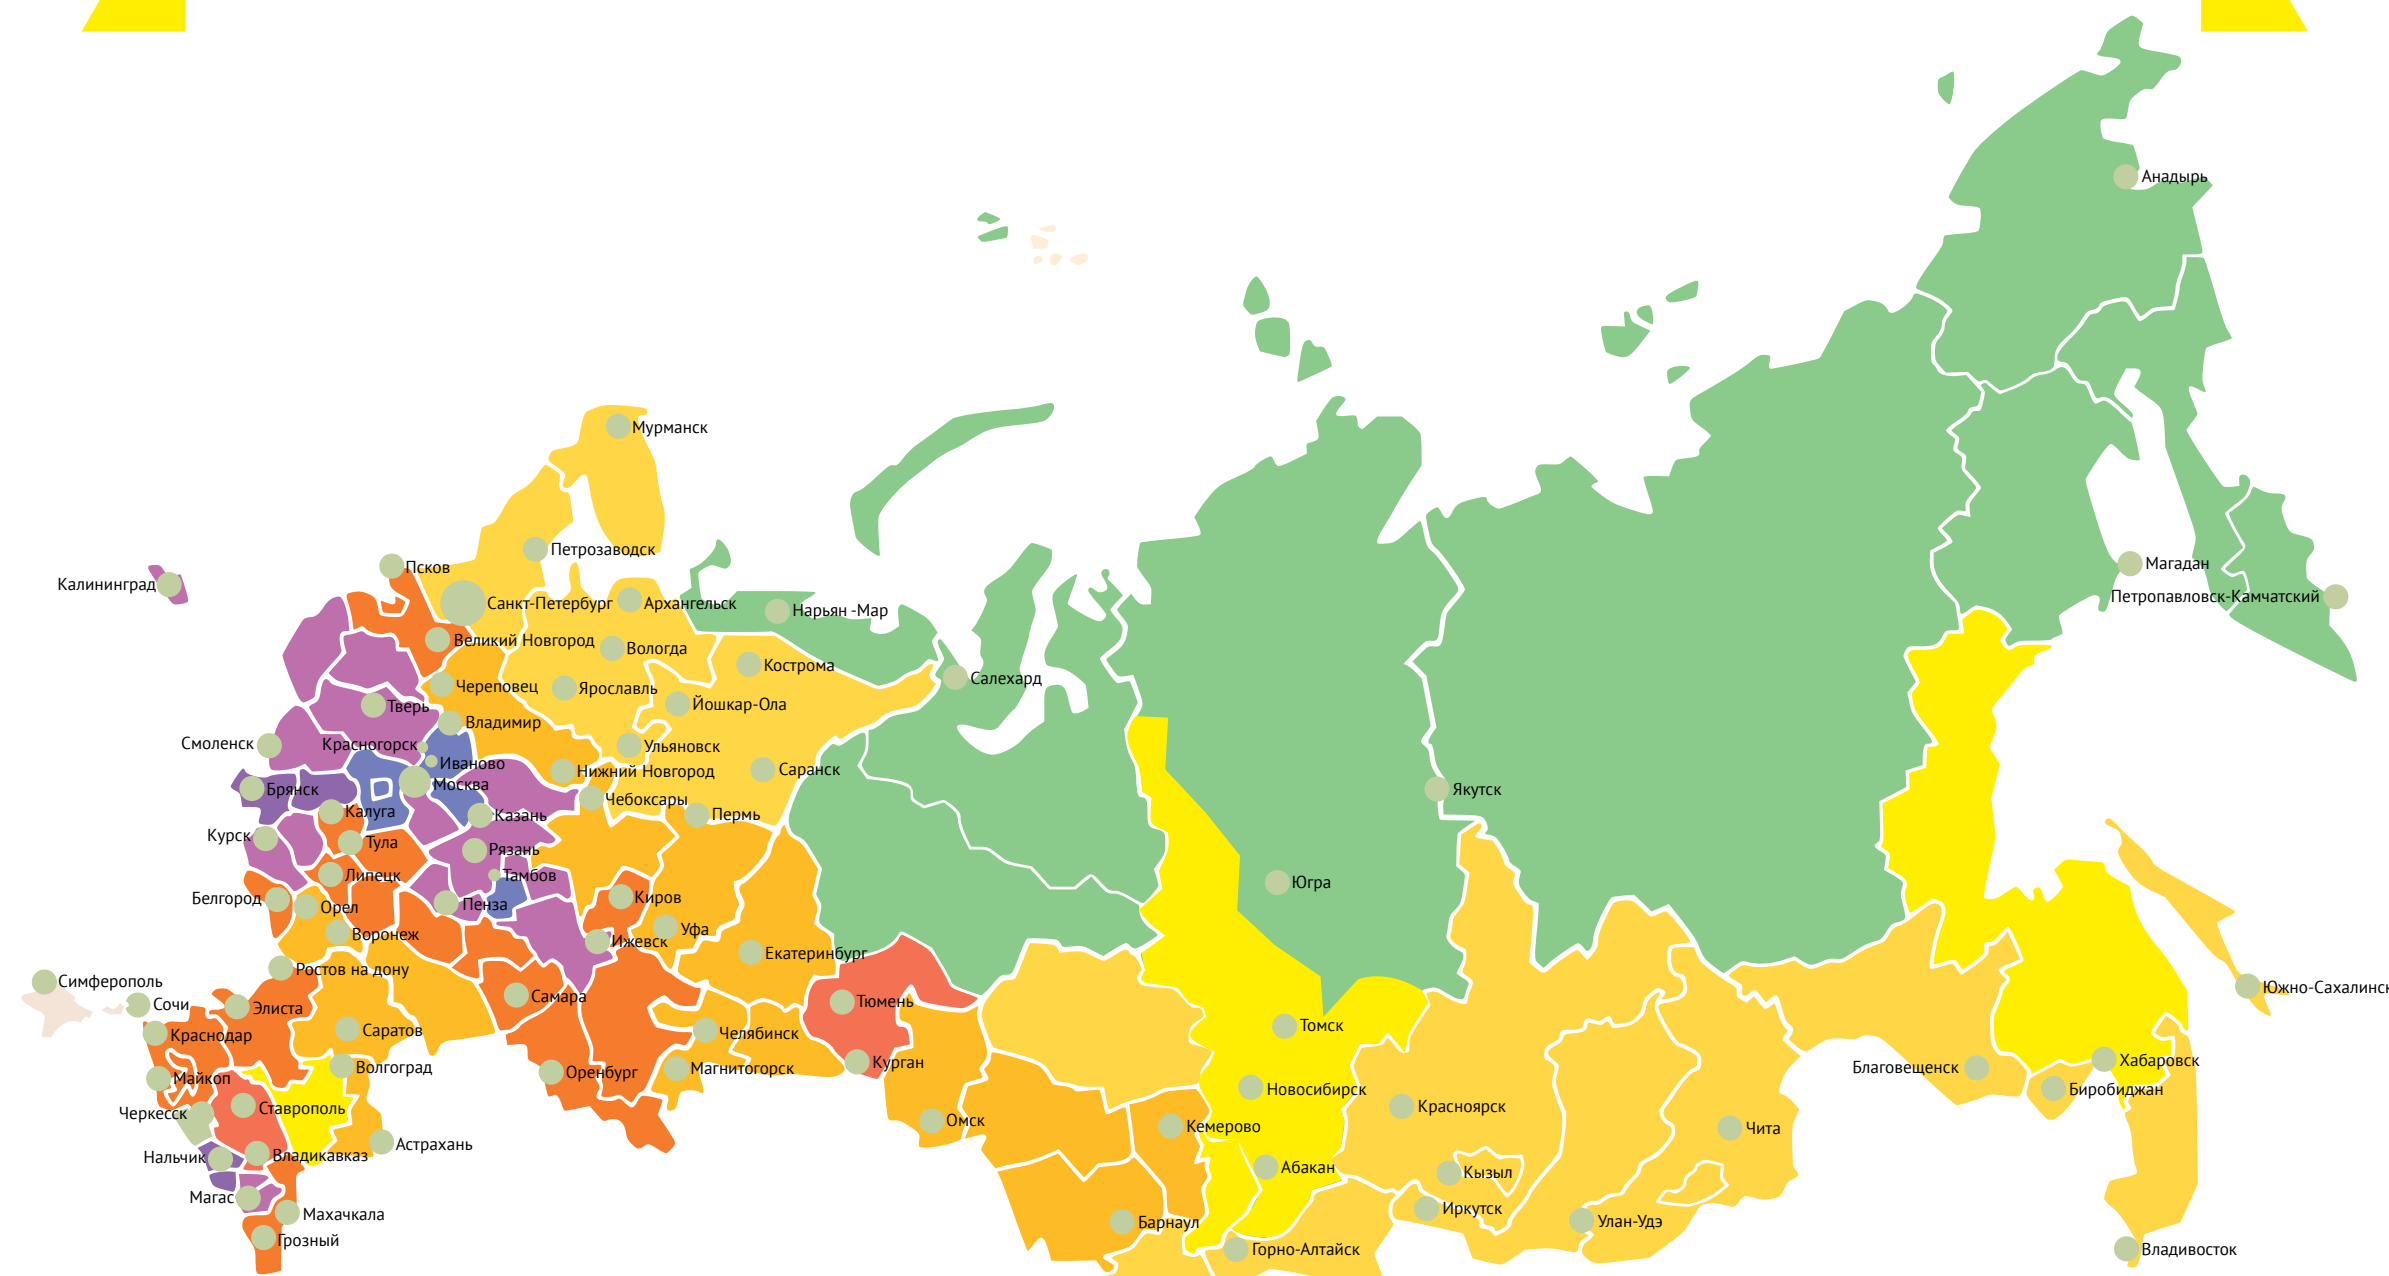 Анадырь
Мурманск
Петрозаводск
Псков
Магадан
Калининград
Петропавловск-Камчатский
Санкт-Петербург
Архангельск
Нарьян -Мар
Великий Новгород
Вологда
Кострома
Салехард
Череповец
Ярославль
Йошкар-Ола
Тверь
Владимир
Смоленск
Красногорск
Ульяновск
Иваново
Нижний Новгород
Саранск
Москва
Брянск
Якутск
Чебоксары
Калуга
Казань
Пермь
Курск
Тула
Рязань
Липецк
Тамбов
Югра
Белгород
Орел
Пенза
Киров
Воронеж
Ижевск
Уфа
Екатеринбург
Ростов на дону
Симферополь
Южно-Сахалинск
Сочи
Элиста
Самара
Тюмень
Краснодар
Саратов
Челябинск
Томск
Волгоград
Оренбург
Магнитогорск
Курган
Благовещенск
Хабаровск
Майкоп
Новосибирск
Биробиджан
Черкесск
Ставрополь
Красноярск
Омск
Кемерово
Чита
Астрахань
Нальчик
Владикавказ
Абакан
Кызыл
Магас
Махачкала
Барнаул
Иркутск
Улан-Удэ
Грозный
Горно-Алтайск
Владивосток